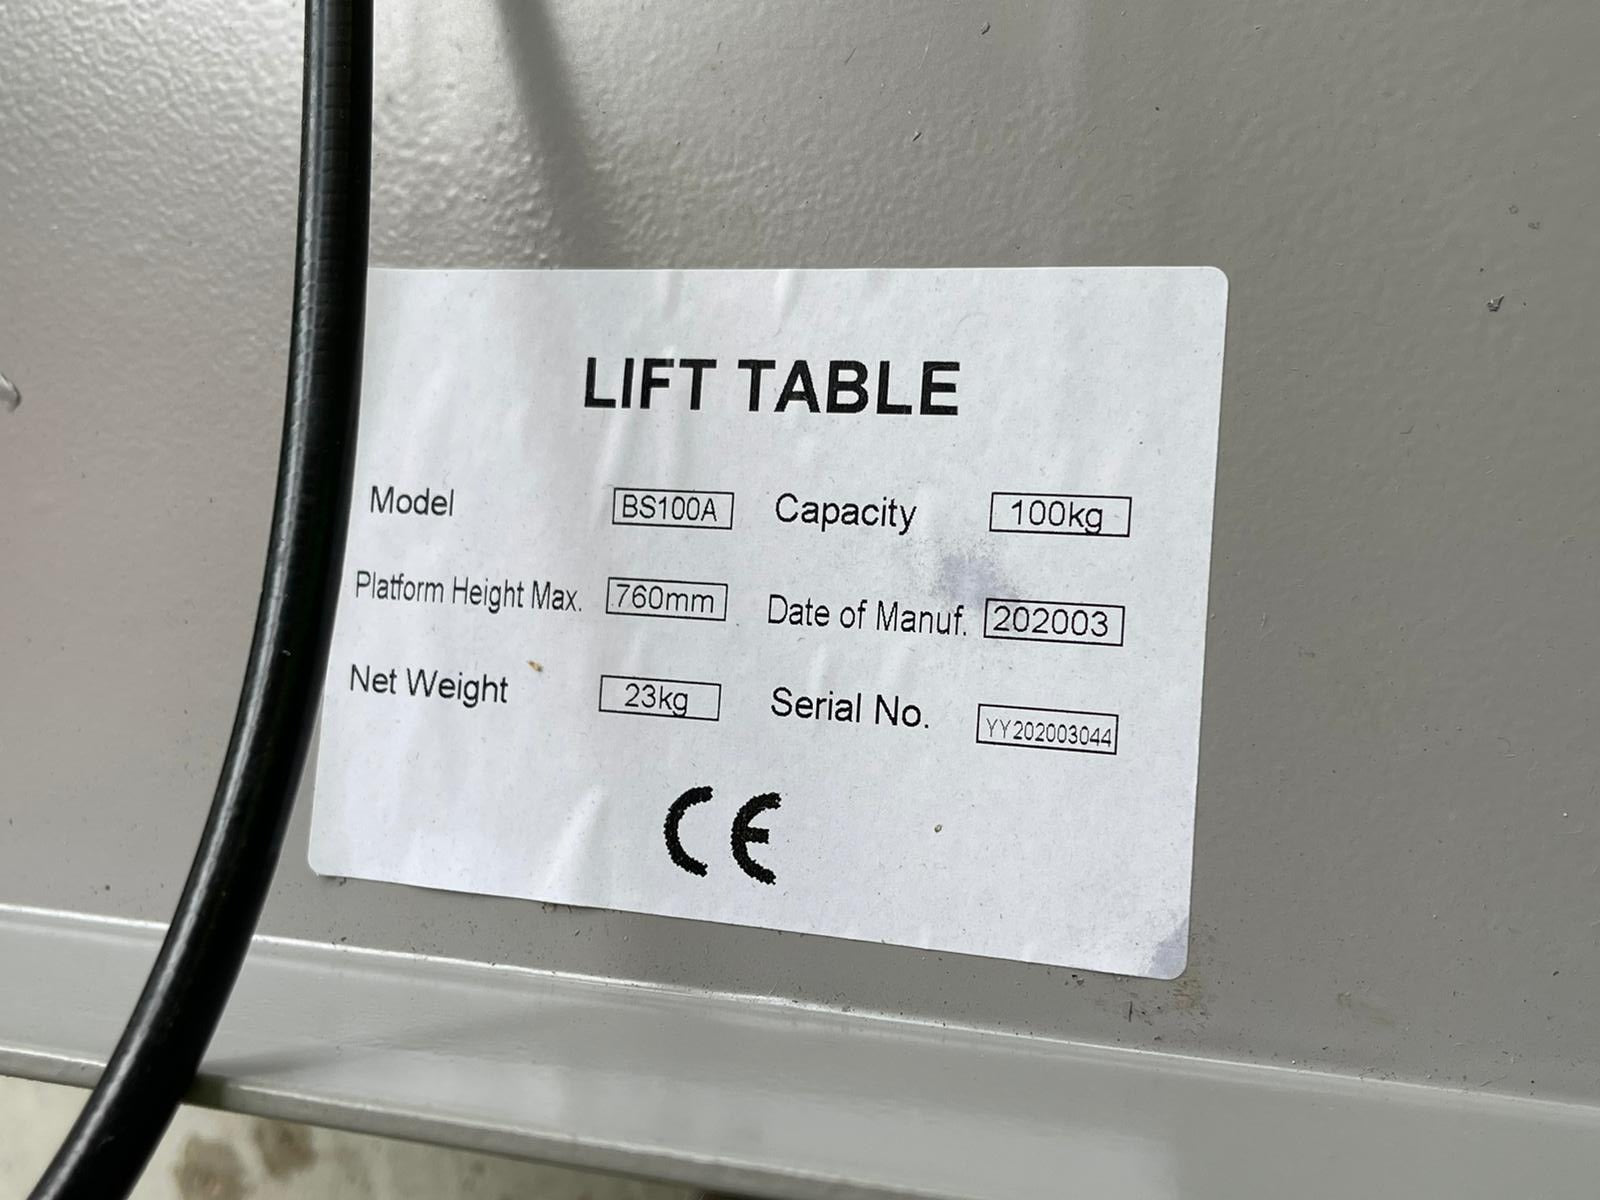 LIFT TABLE
Model BS100A Capacity 100kg
Platform Height Max. 760mm Date of Manuf. 202003
Net Weight 23kg Serial No. YY202003044
CE